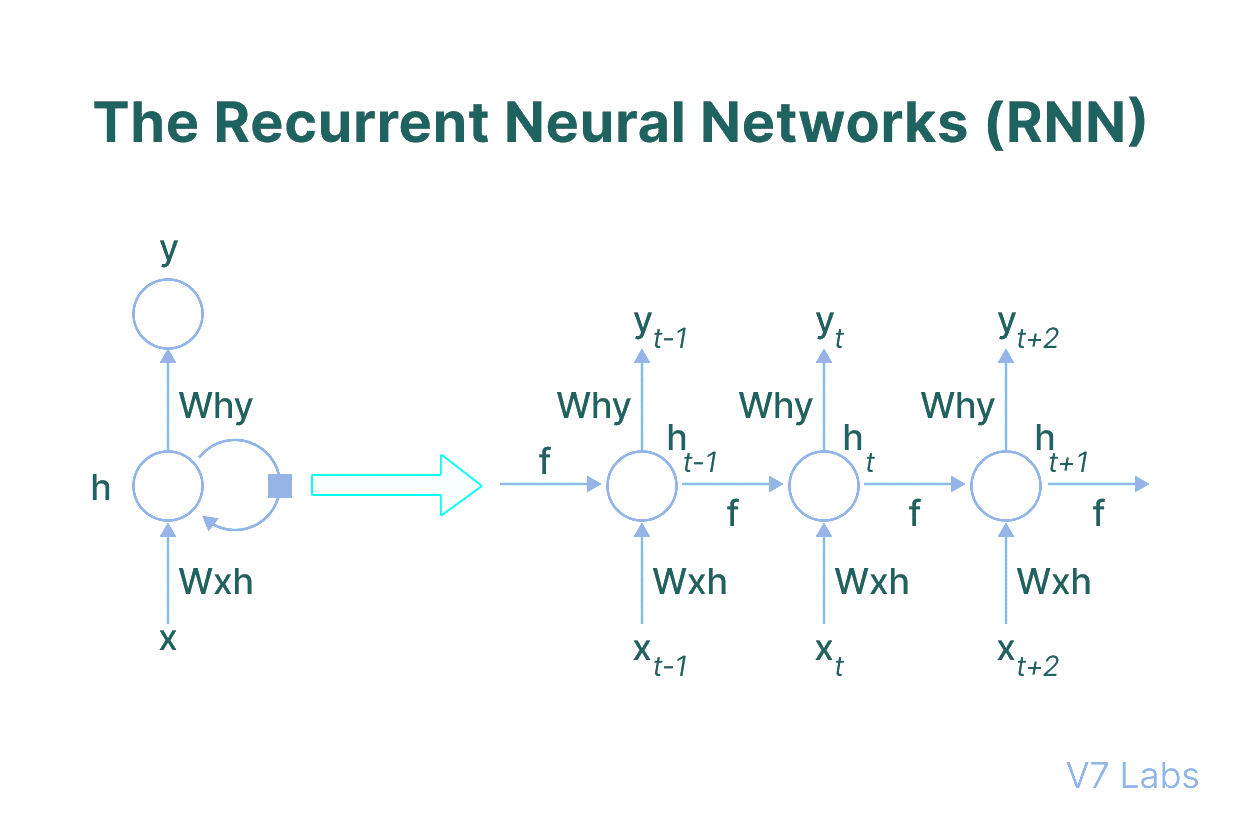 The Recurrent Neural Networks (RNN)
y
Why
h
Wxh
x
y t-1
y t
y t+2
Why
Why
Why
h t-1
h t
h t+1
f
f
f
f
Wxh
Wxh
Wxh
x t-1
x t
x t+2
V7 Labs